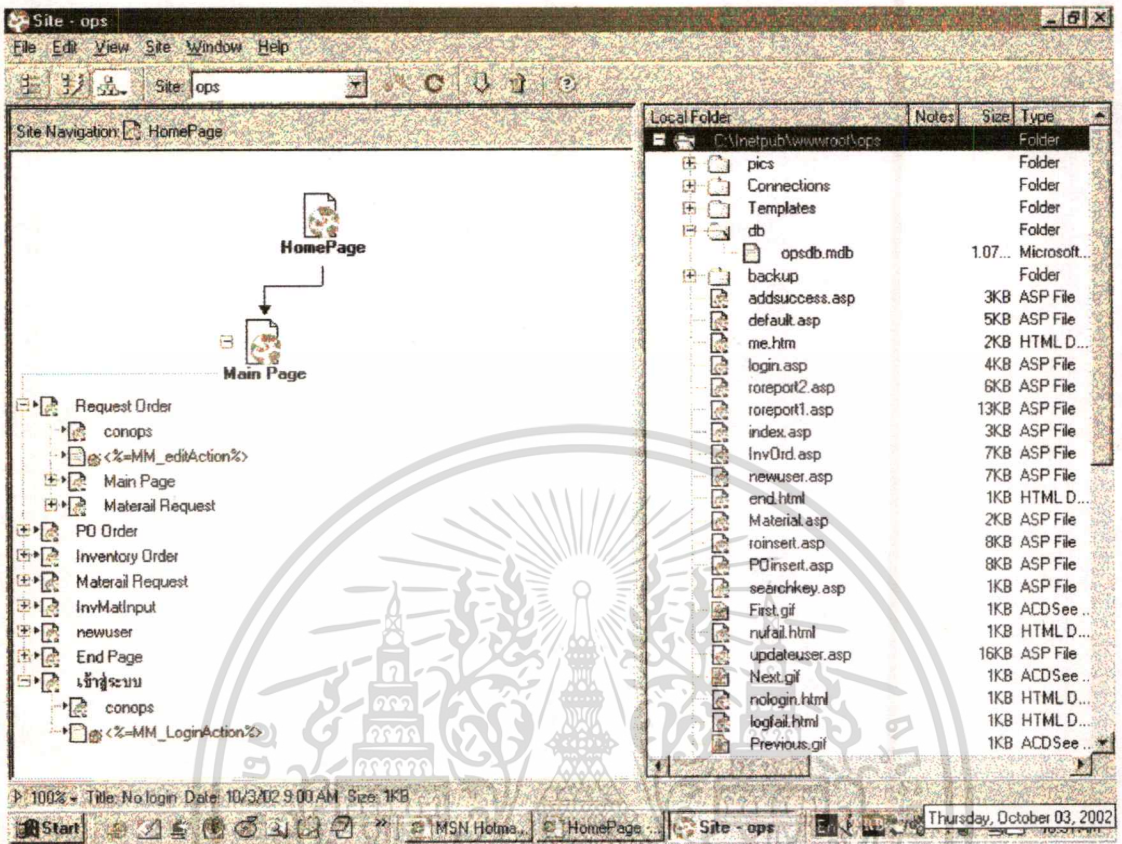 Site - ops
File Edit View Site Window Help
Site: ops
Site Navigation: HomePage
HomePage
Main Page
Request Order
conops
<%=MM_editAction%>
Main Page
Materail Request
PO Order
Inventory Order
Materail Request
InvMatInput
newuser
End Page
เข้าสู่ระบบ
conops
<%=MM_LoginAction%>
Local Folder Notes Size Type
C:\Inetpub\wwwroot\ops Folder
pics Folder
Connections Folder
Templates Folder
db Folder
opsdb.mdb 1.07... Microsoft...
backup Folder
addsuccess.asp 3KB ASP File
default.asp 5KB ASP File
me.htm 2KB HTML D...
login.asp 4KB ASP File
roreport2.asp 6KB ASP File
roreport1.asp 13KB ASP File
index.asp 3KB ASP File
InvOrd.asp 7KB ASP File
newuser.asp 7KB ASP File
end.html 1KB HTML D...
Material.asp 2KB ASP File
roinsert.asp 8KB ASP File
POinsert.asp 8KB ASP File
searchkey.asp 1KB ASP File
First.gif 1KB ACDSee ...
nufail.html 1KB HTML D...
updateuser.asp 16KB ASP File
Next.gif 1KB ACDSee ...
nologin.html 1KB HTML D...
logfail.html 1KB HTML D...
Previous.gif 1KB ACDSee ...
100% Title: No login Date: 10/3/02 9:00 AM Size: 1KB
Start MSN Hotma... HomePage ... Site - ops
Thursday, October 03, 2002